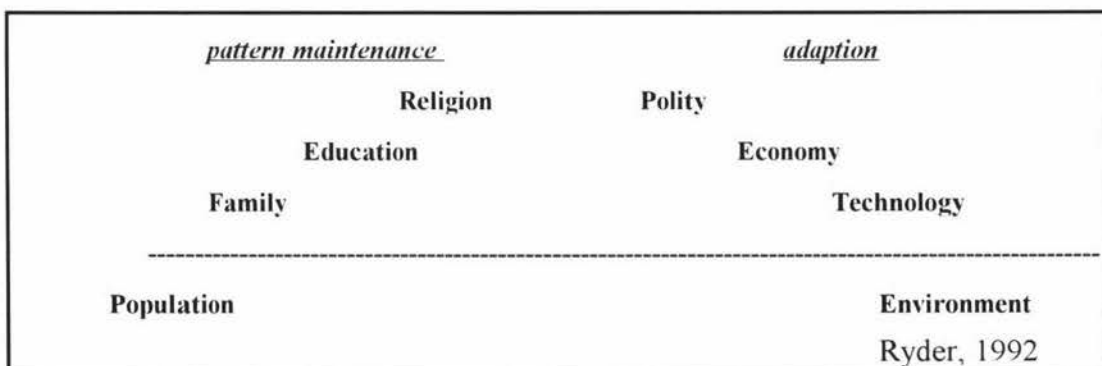 pattern maintenance adaption
Religion Polity
Education Economy
Family Technology
Population Environment
Ryder, 1992